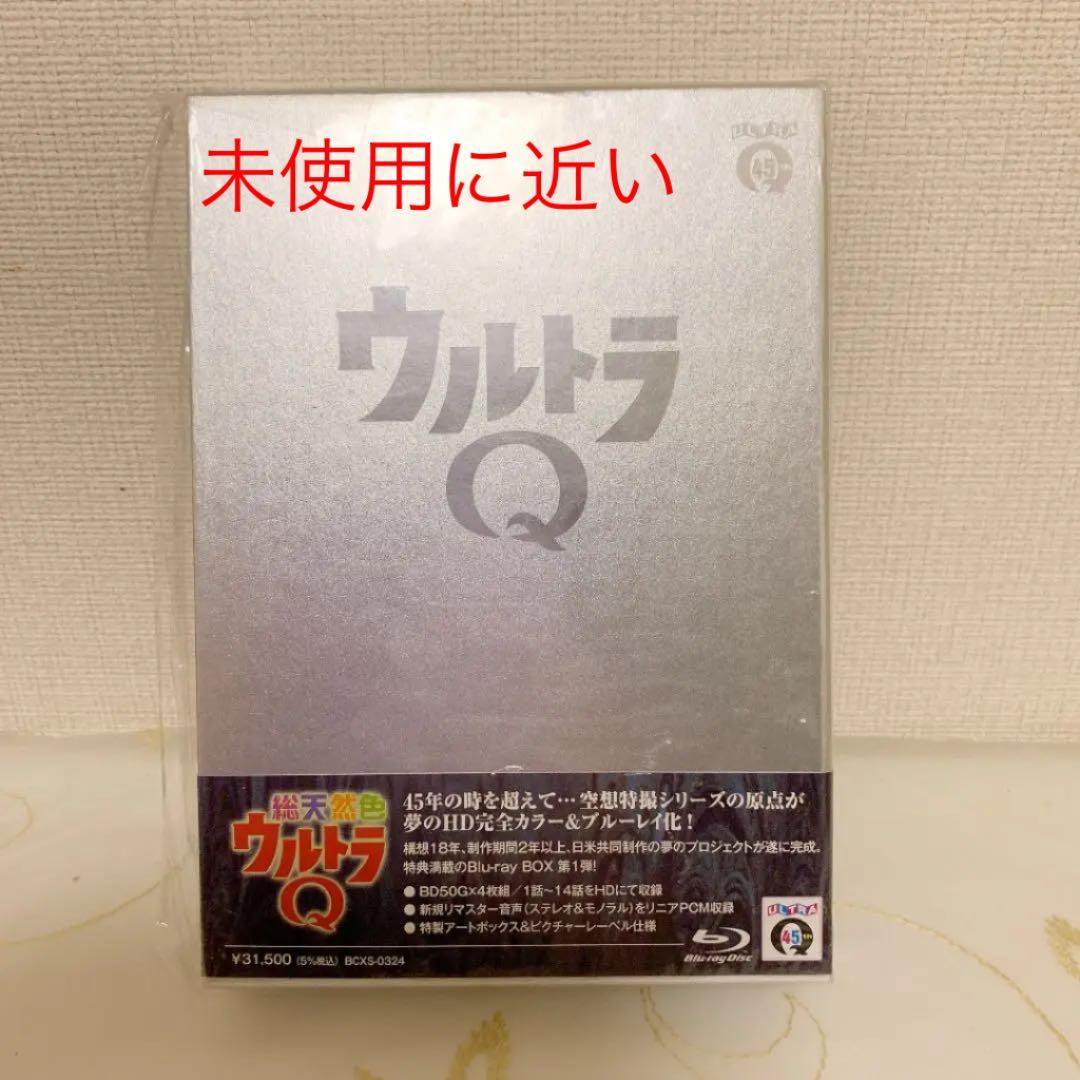 未使用に近い
ULTRA
Q
45
ウルトラ
Q
総天然色
ウルトラ
Q
45年の時を超えて…空想特撮シリーズの原点が
夢のHD完全カラー&ブルーレイ化!
構想18年、制作期間2年以上、日米共同制作の夢のプロジェクトが遂に完成。
特典満載のBlu-ray BOX 第1弾!
●BD50G×4枚組/1話~14話をHDにて収録
●新規リマスター音声(ステレオ&モノラル)をリニアPCM収録
●特製アートボックス&ピクチャーレーベル仕様
¥31,500 (5%税込) BCXS-0324
Blu-ray Disc
ULTRA
Q
45